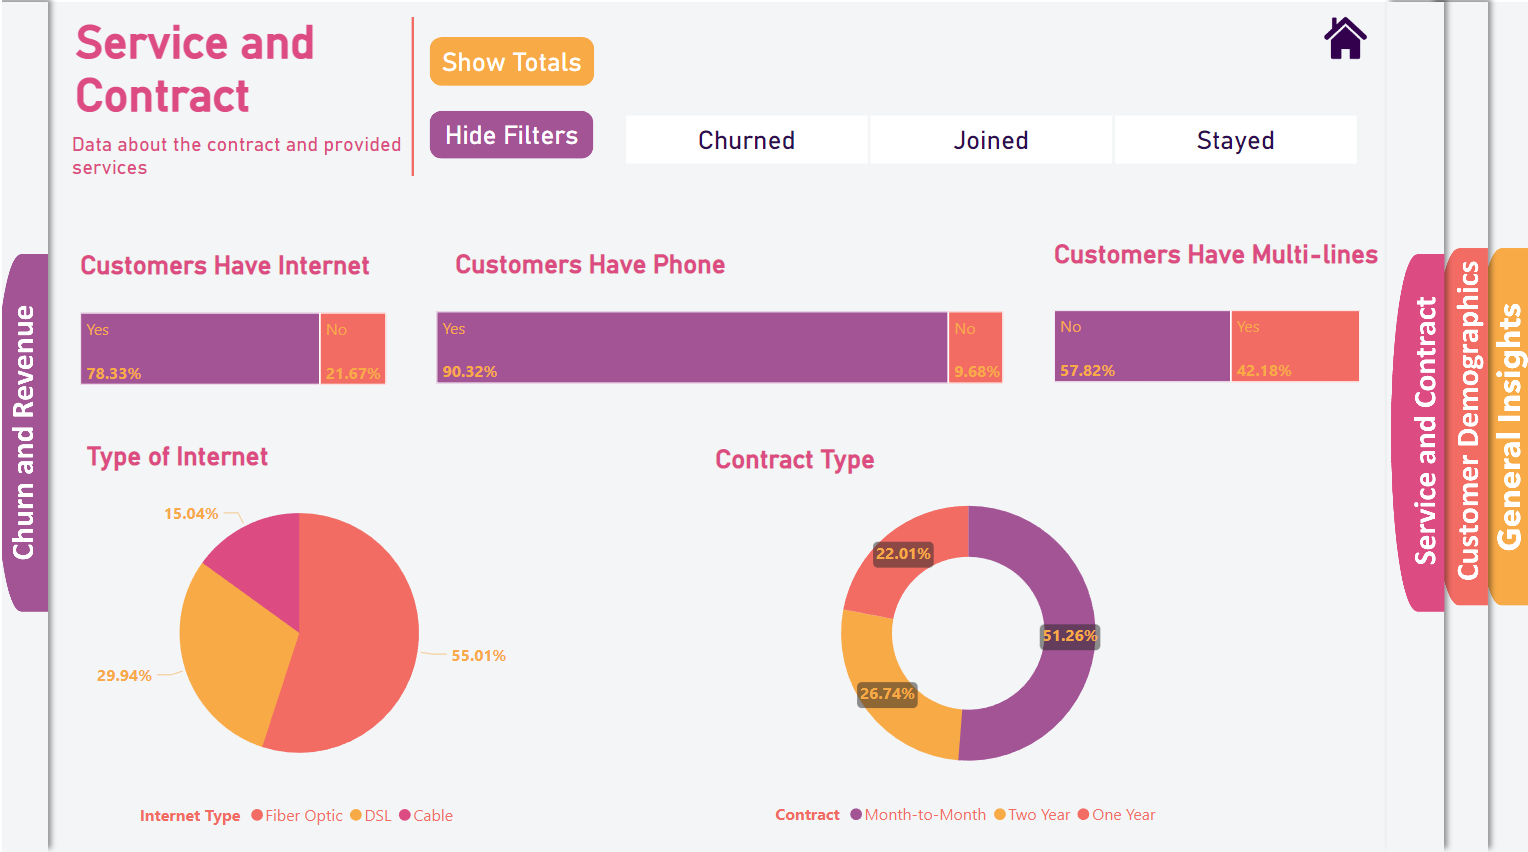 Service and
Contract
Data about the contract and provided
services
Show Totals
Hide Filters
Churned
Joined
Stayed
Customers Have Internet
Yes
No
78.33%
21.67%
Customers Have Phone
Yes
No
90.32%
9.68%
Customers Have Multi-lines
No
Yes
57.82%
42.18%
Type of Internet
15.04%
29.94%
55.01%
Internet Type Fiber Optic DSL Cable
Contract Type
22.01%
51.26%
26.74%
Contract Month-to-Month Two Year One Year
Churn and Revenue
Service and Contract
Customer Demographics
General Insights